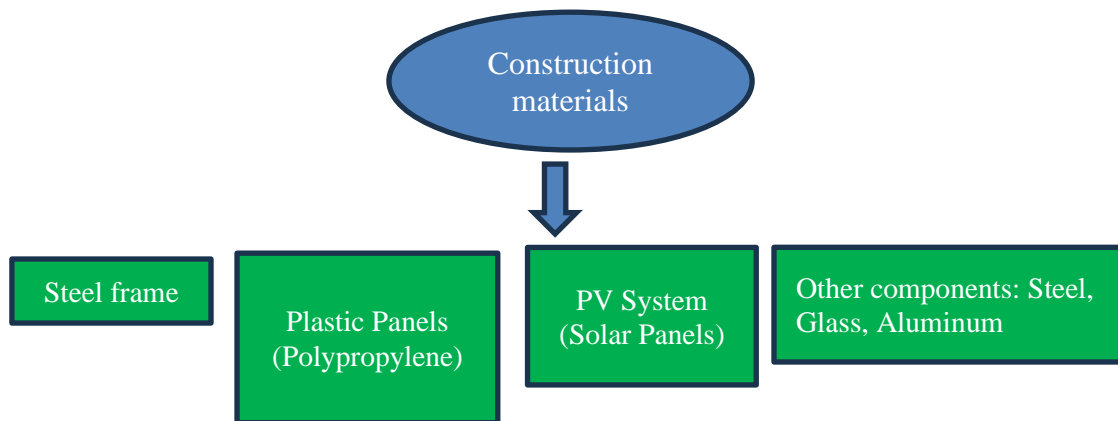 Construction
materials
Steel frame
Plastic Panels
(Polypropylene)
PV System
(Solar Panels)
Other components: Steel,
Glass, Aluminum